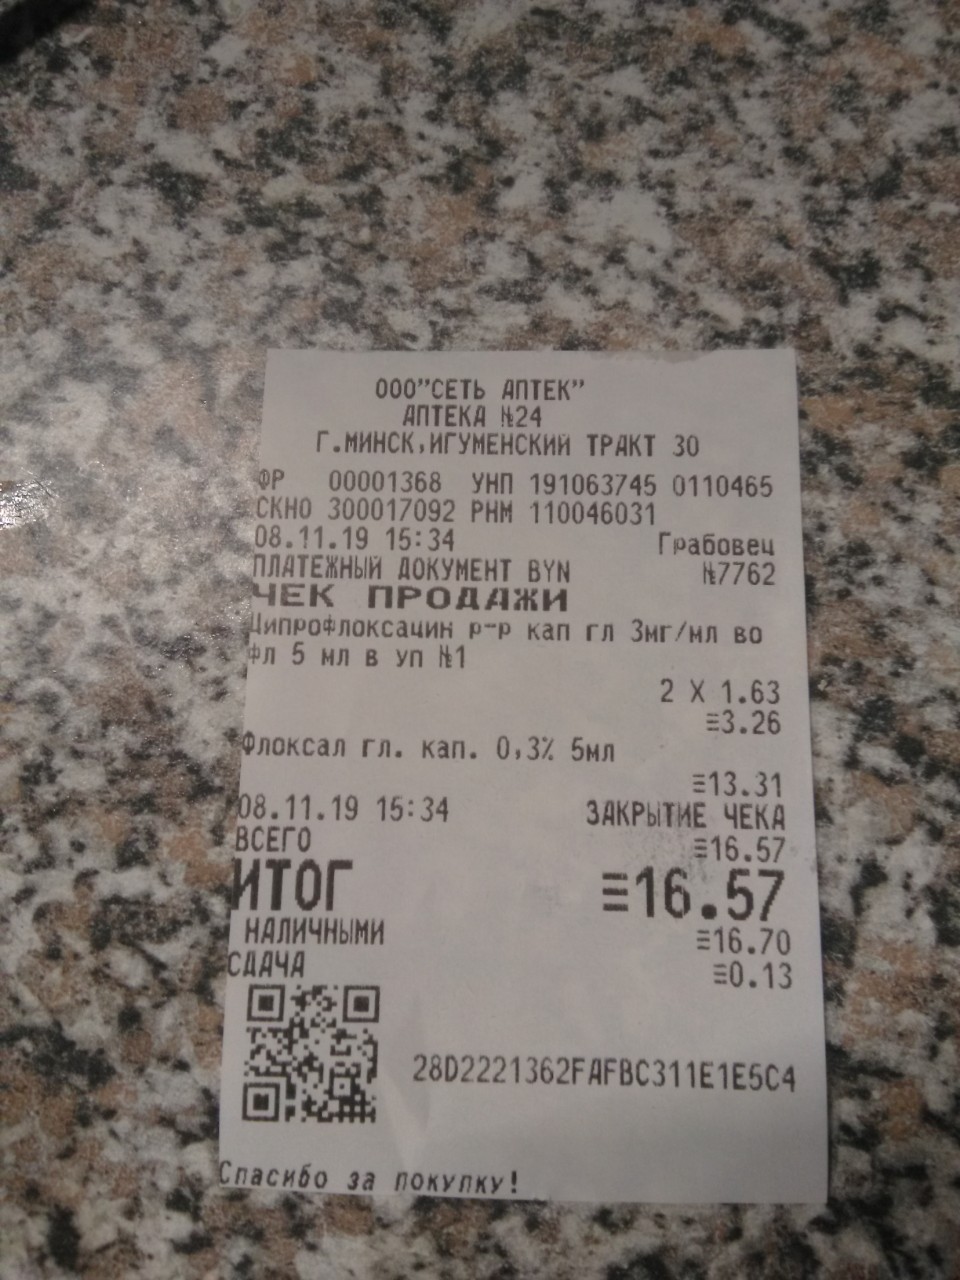 ООО"СЕТЬ АПТЕК"
АПТЕКА №24
Г.МИНСК,ИГУМЕНСКИЙ ТРАКТ 30
ФР 00001368 УНП 191063745 0110465
СКНО 300017092 РНМ 110046031
08.11.19 15:34 Грабовец
ПЛАТЕЖНЫЙ ДОКУМЕНТ BYN №7762
ЧЕК ПРОДАЖИ
Ципрофлоксацин р-р кап гл 3мг/мл во
фл 5 мл в уп №1
2 X 1.63
≡3.26
Флоксал гл. кап. 0,3% 5мл
≡13.31
08.11.19 15:34 ЗАКРЫТИЕ ЧЕКА
ВСЕГО ≡16.57
ИТОГ ≡16.57
НАЛИЧНЫМИ ≡16.70
СДАЧА ≡0.13
28D2221362FAFBC311E1E5C4
Спасибо за покупку!